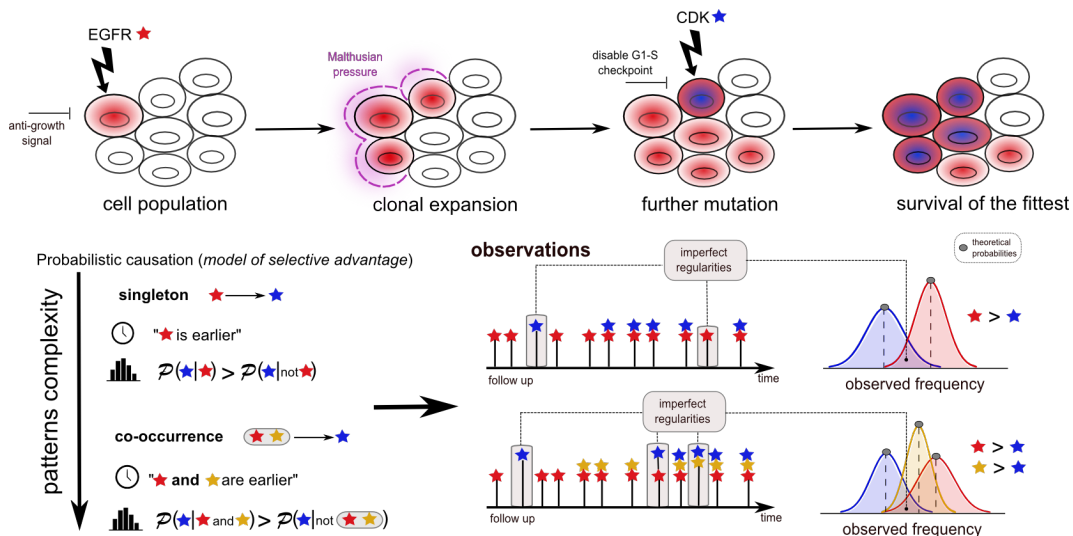 EGFR
CDK
anti-growth
signal
Malthusian
pressure
disable G1-S
checkpoint
cell population
clonal expansion
further mutation
survival of the fittest
patterns complexity
Probabilistic causation (model of selective advantage)
singleton
"★ is earlier"
𝒫(★|★) > 𝒫(★|not★)
co-occurrence
"★ and ★ are earlier"
𝒫(★|★ and ★) > 𝒫(★|not ★★)
observations
imperfect
regularities
follow up
time
theoretical
probabilities
★ > ★
observed frequency
imperfect
regularities
follow up
time
★ > ★
★ > ★
observed frequency